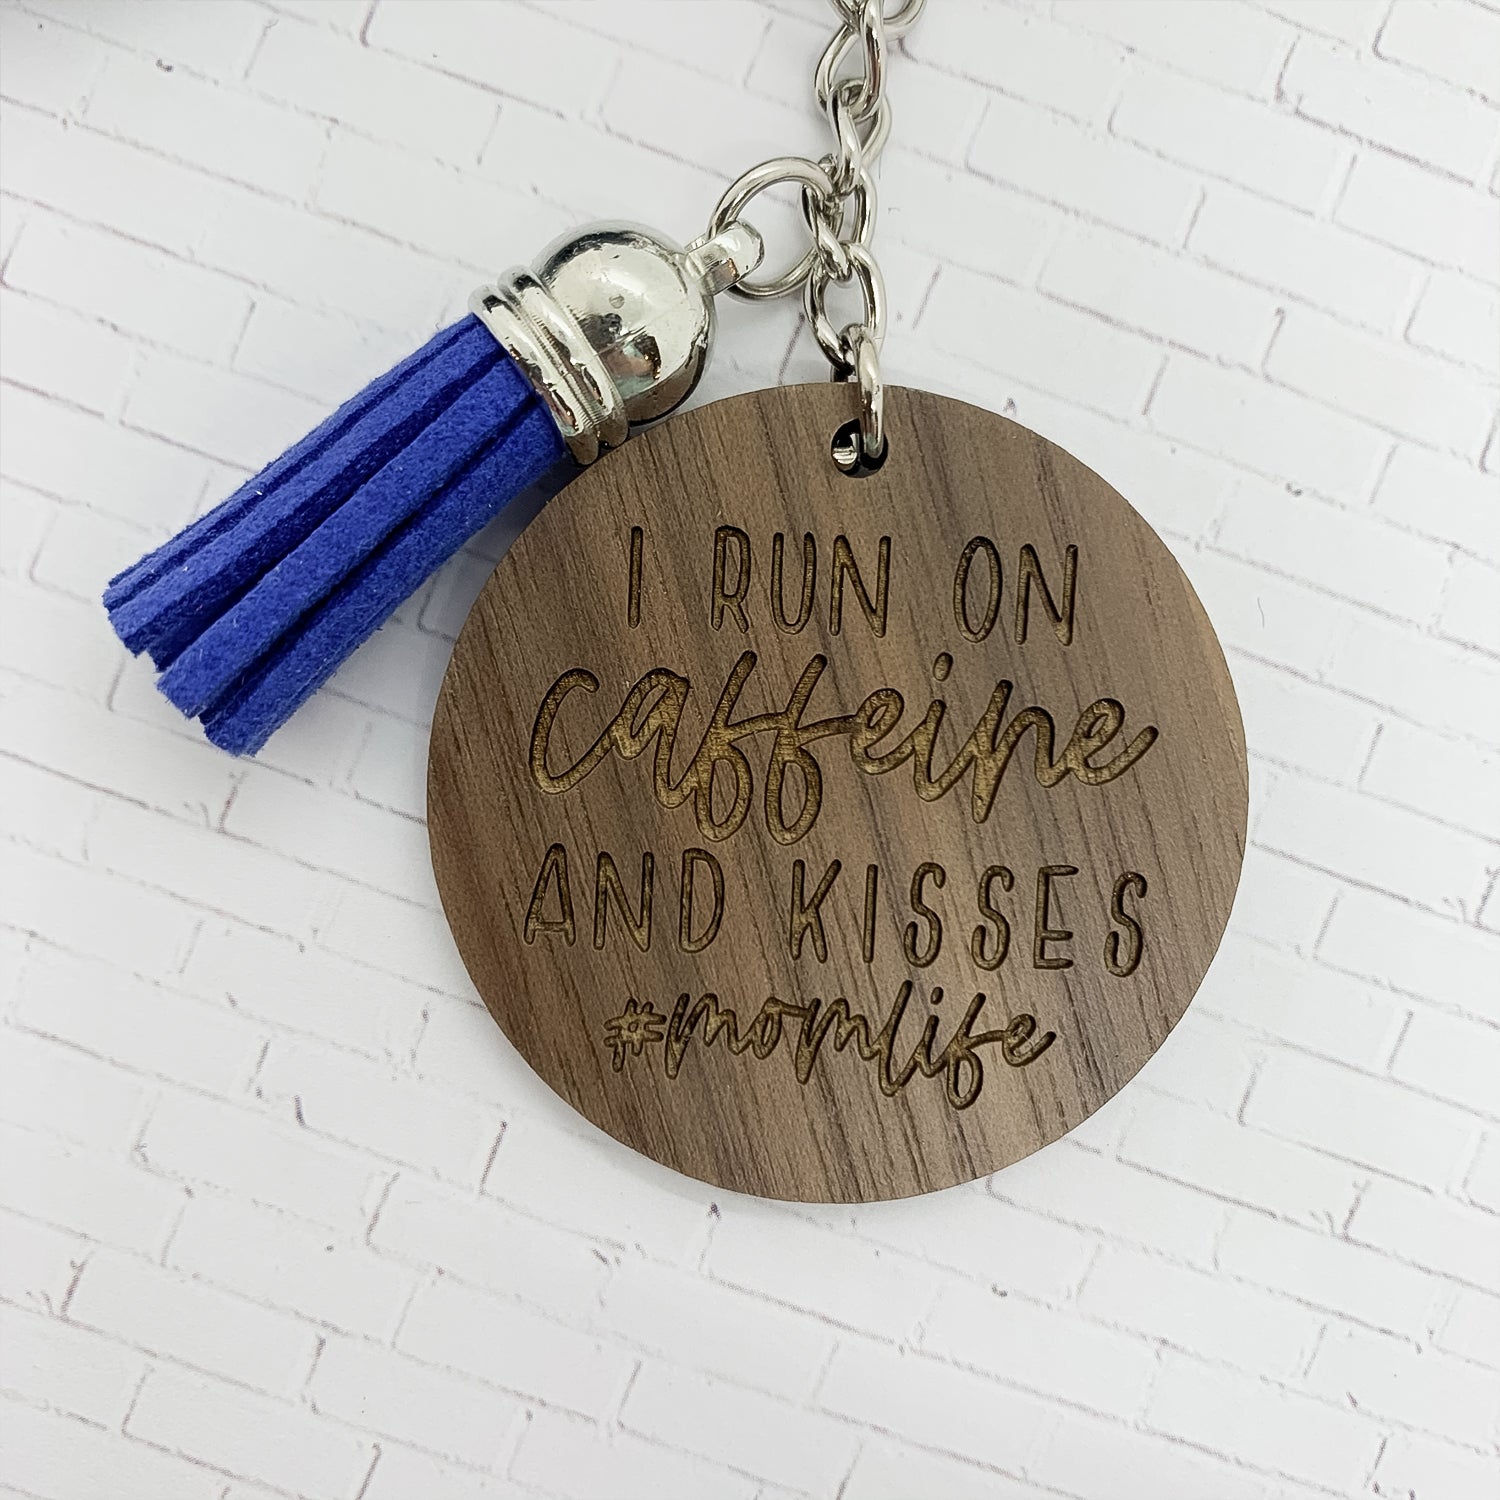 I RUN ON
caffeine
AND KISSES
#momlife